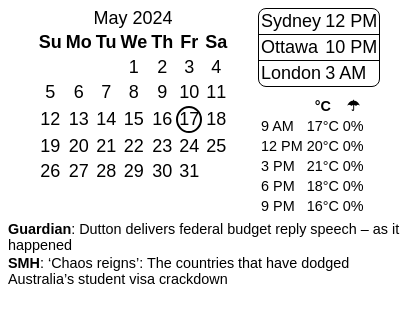 May 2024
Su Mo Tu We Th Fr Sa
1 2 3 4
5 6 7 8 9 10 11
12 13 14 15 16 17 18
19 20 21 22 23 24 25
26 27 28 29 30 31
Sydney 12 PM
Ottawa 10 PM
London 3 AM
°C ☂
9 AM 17°C 0%
12 PM 20°C 0%
3 PM 21°C 0%
6 PM 18°C 0%
9 PM 16°C 0%
Guardian: Dutton delivers federal budget reply speech – as it
happened
SMH: ‘Chaos reigns’: The countries that have dodged
Australia’s student visa crackdown